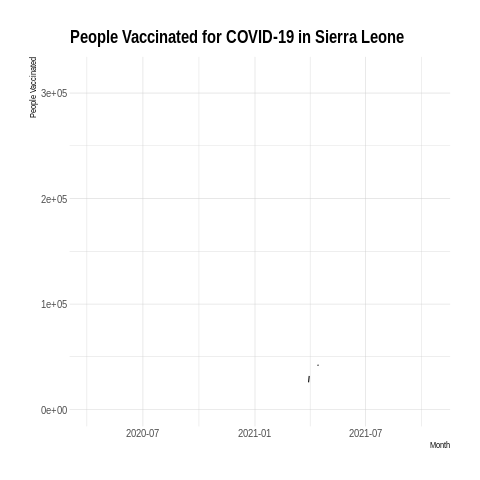 People Vaccinated for COVID-19 in Sierra Leone
People Vaccinated
3e+05
2e+05
1e+05
0e+00
2020-07 2021-01 2021-07
Month